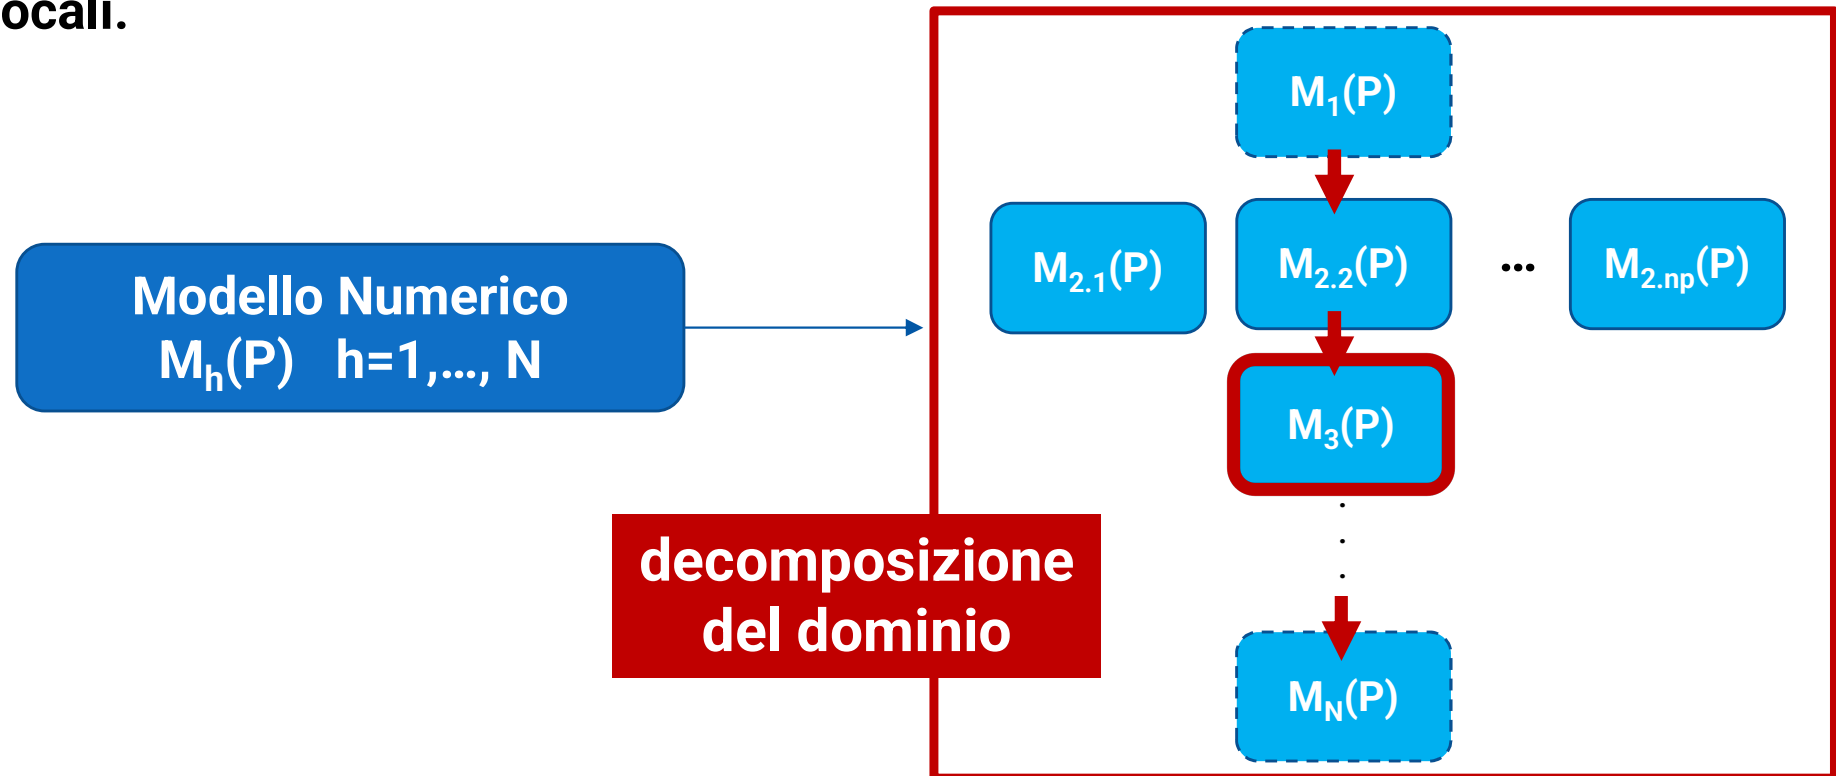 ocali.
M₁(P)
M₂.₁(P) M₂.₂(P) ... M₂.np(P)
Modello Numerico
Mh(P) h=1,..., N
M₃(P)
decomposizione
del dominio
MN(P)